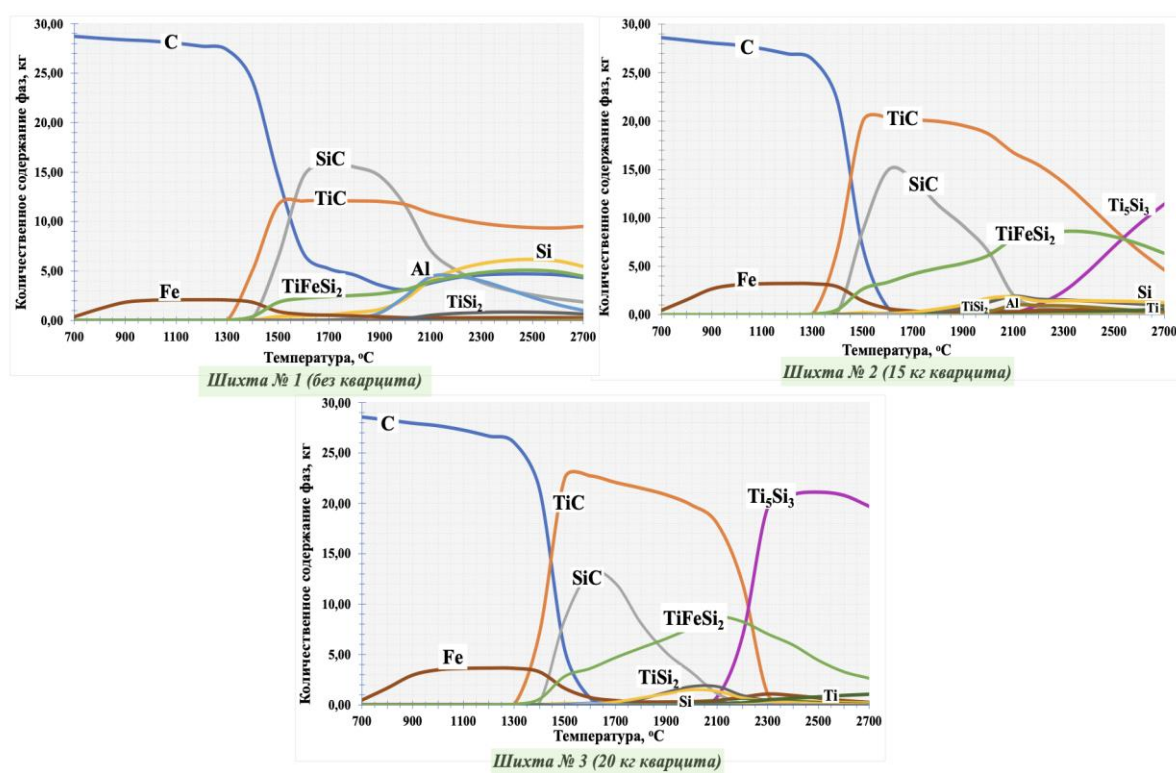 Количественное содержание фаз, кг
30,00
25,00
20,00
15,00
10,00
5,00
0,00
C
SiC
TiC
Si
Al
Fe
TiFeSi₂
TiSi₂
700 900 1100 1300 1500 1700 1900 2100 2300 2500 2700
Температура, ᵒС
Шихта № 1 (без кварцита)
Количественное содержание фаз, кг
30,00
25,00
20,00
15,00
10,00
5,00
0,00
C
TiC
SiC
Ti₅Si₃
TiFeSi₂
Fe
Si
TiSi₂
Al
Ti
700 900 1100 1300 1500 1700 1900 2100 2300 2500 2700
Температура, ᵒС
Шихта № 2 (15 кг кварцита)
Количественное содержание фаз, кг
30,00
25,00
20,00
15,00
10,00
5,00
0,00
C
TiC
Ti₅Si₃
SiC
TiFeSi₂
Fe
TiSi₂
Si
Ti
700 900 1100 1300 1500 1700 1900 2100 2300 2500 2700
Температура, ᵒС
Шихта № 3 (20 кг кварцита)